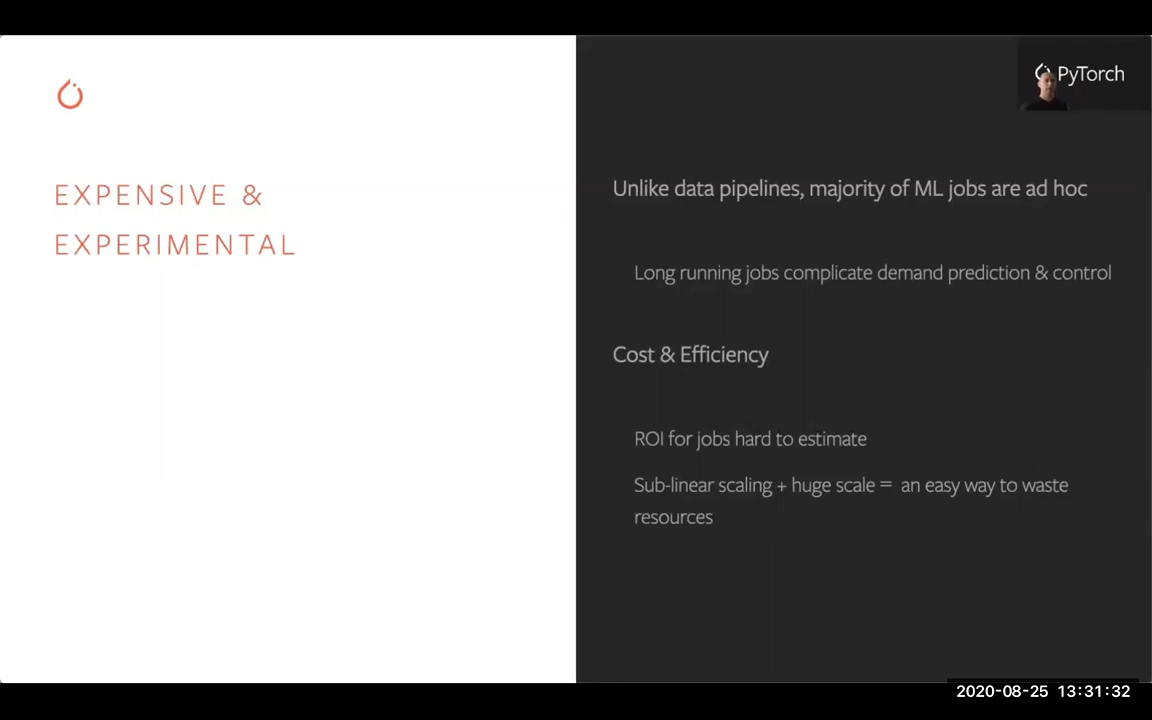 PyTorch
EXPENSIVE &
EXPERIMENTAL
Unlike data pipelines, majority of ML jobs are ad hoc
Long running jobs complicate demand prediction & control
Cost & Efficiency
ROI for jobs hard to estimate
Sub-linear scaling + huge scale = an easy way to waste
resources
2020-08-25 13:31:32